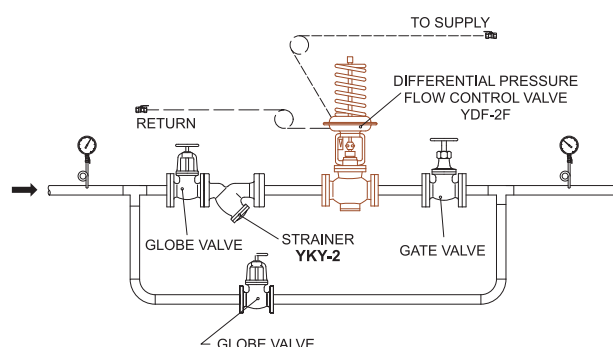 TO SUPPLY
DIFFERENTIAL PRESSURE
FLOW CONTROL VALVE
YDF-2F
RETURN
GLOBE VALVE
STRAINER
YKY-2
GATE VALVE
GLOBE VALVE